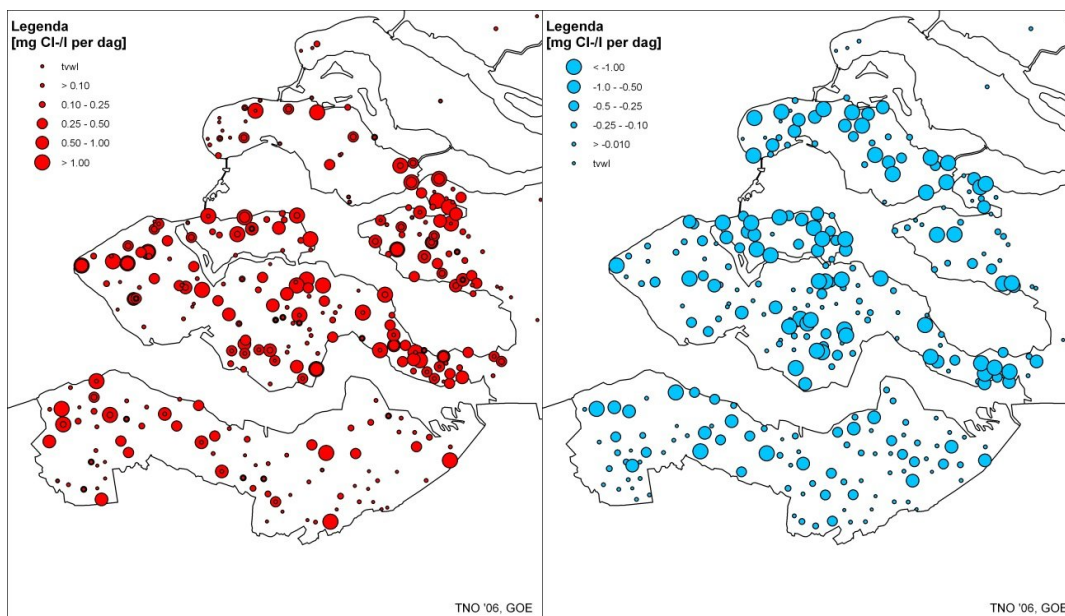 Legenda
[mg Cl-/l per dag]
tvwl
> 0.10
0.10 - 0.25
0.25 - 0.50
0.50 - 1.00
> 1.00
TNO '06, GOE
Legenda
[mg Cl-/l per dag]
< -1.00
-1.0 - -0.50
-0.5 - -0.25
-0.25 - -0.10
> -0.010
tvwl
TNO '06, GOE